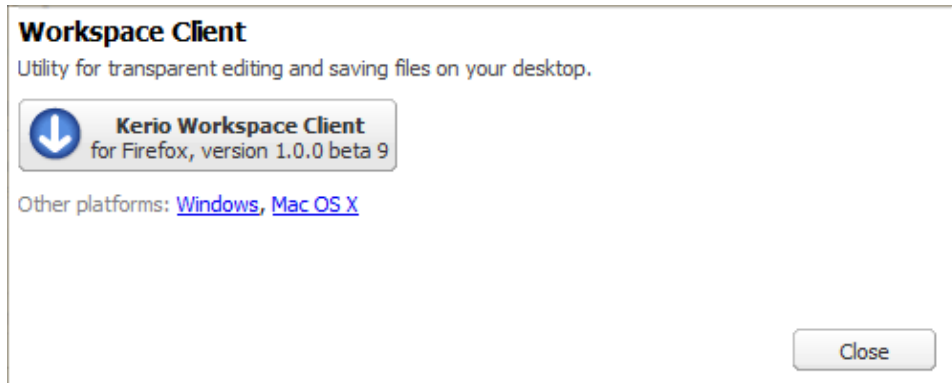 Workspace Client
Utility for transparent editing and saving files on your desktop.
Kerio Workspace Client
for Firefox, version 1.0.0 beta 9
Other platforms: Windows, Mac OS X
Close